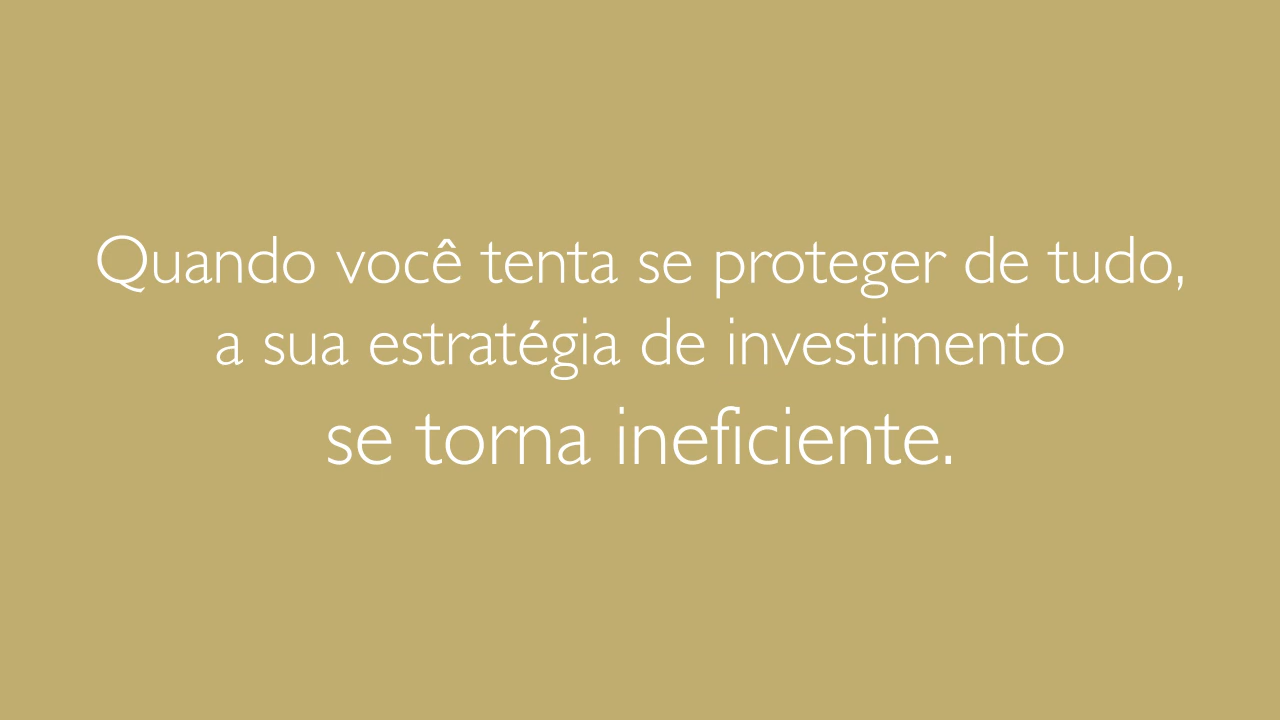 Quando você tenta se proteger de tudo,
a sua estratégia de investimento
se torna ineficiente.